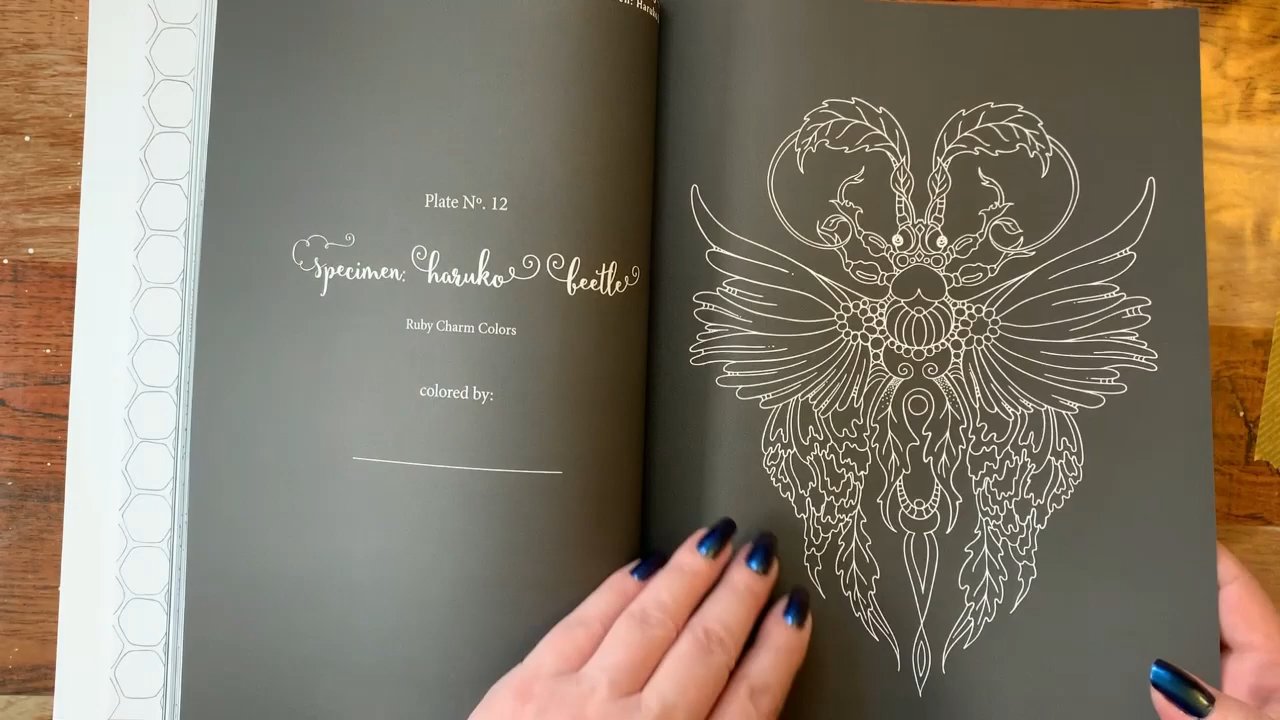 Plate Nº. 12
specimen: haruko beetle
Ruby Charm Colors
colored by: